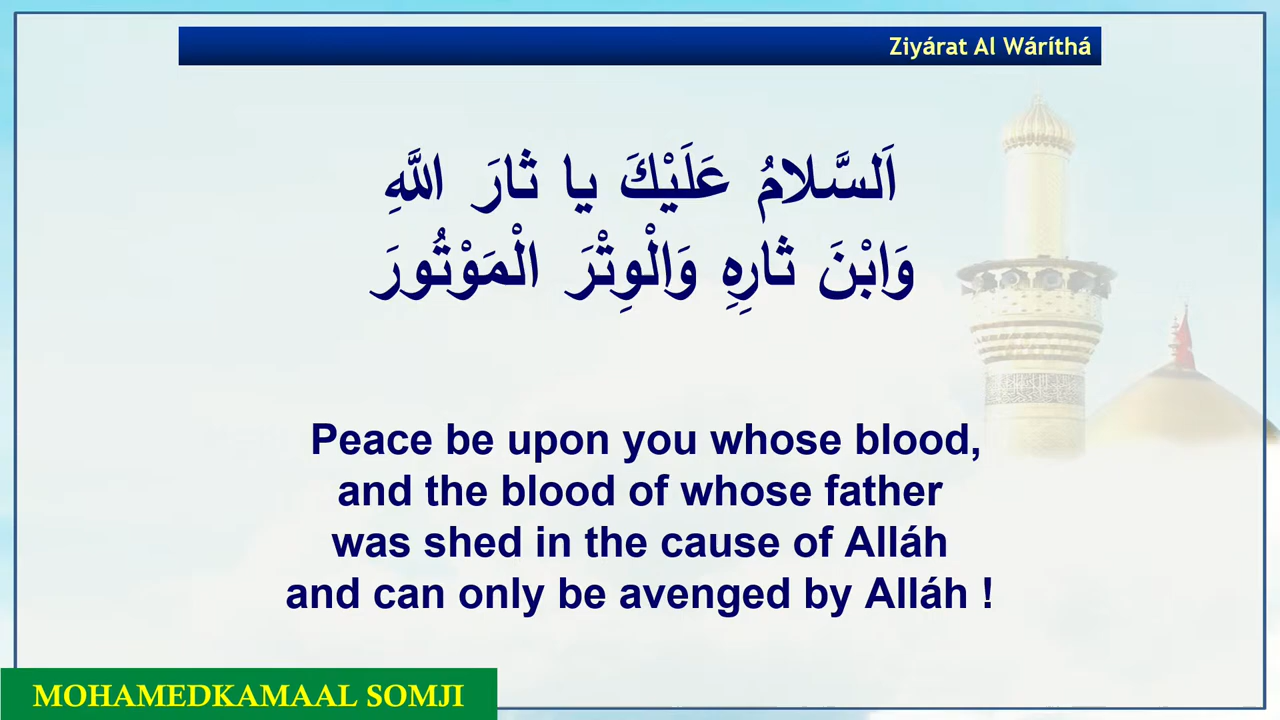 Ziyárat Al Wáríthá
اَلسَّلامُ عَلَيْكَ يا ثارَ اللَّهِ
وَابْنَ ثارِهِ وَالْوِتْرَ الْمَوْتُورَ
Peace be upon you whose blood,
and the blood of whose father
was shed in the cause of Alláh
and can only be avenged by Alláh !
MOHAMEDKAMAAL SOMJI